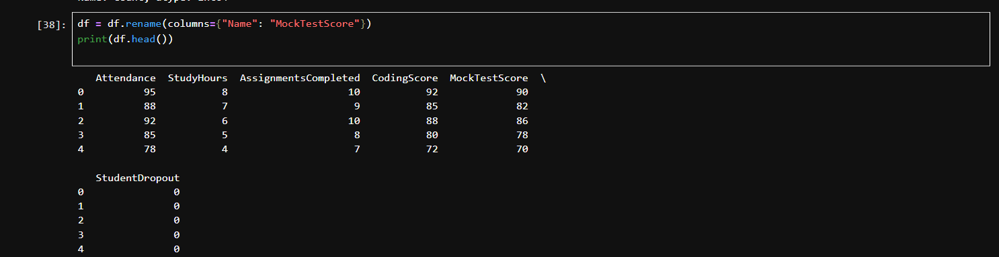 [38]: df = df.rename(columns={"Name": "MockTestScore"})
print(df.head())
Attendance StudyHours AssignmentsCompleted CodingScore MockTestScore \
0 95 8 10 92 90
1 88 7 9 85 82
2 92 6 10 88 86
3 85 5 8 80 78
4 78 4 7 72 70
StudentDropout
0 0
1 0
2 0
3 0
4 0